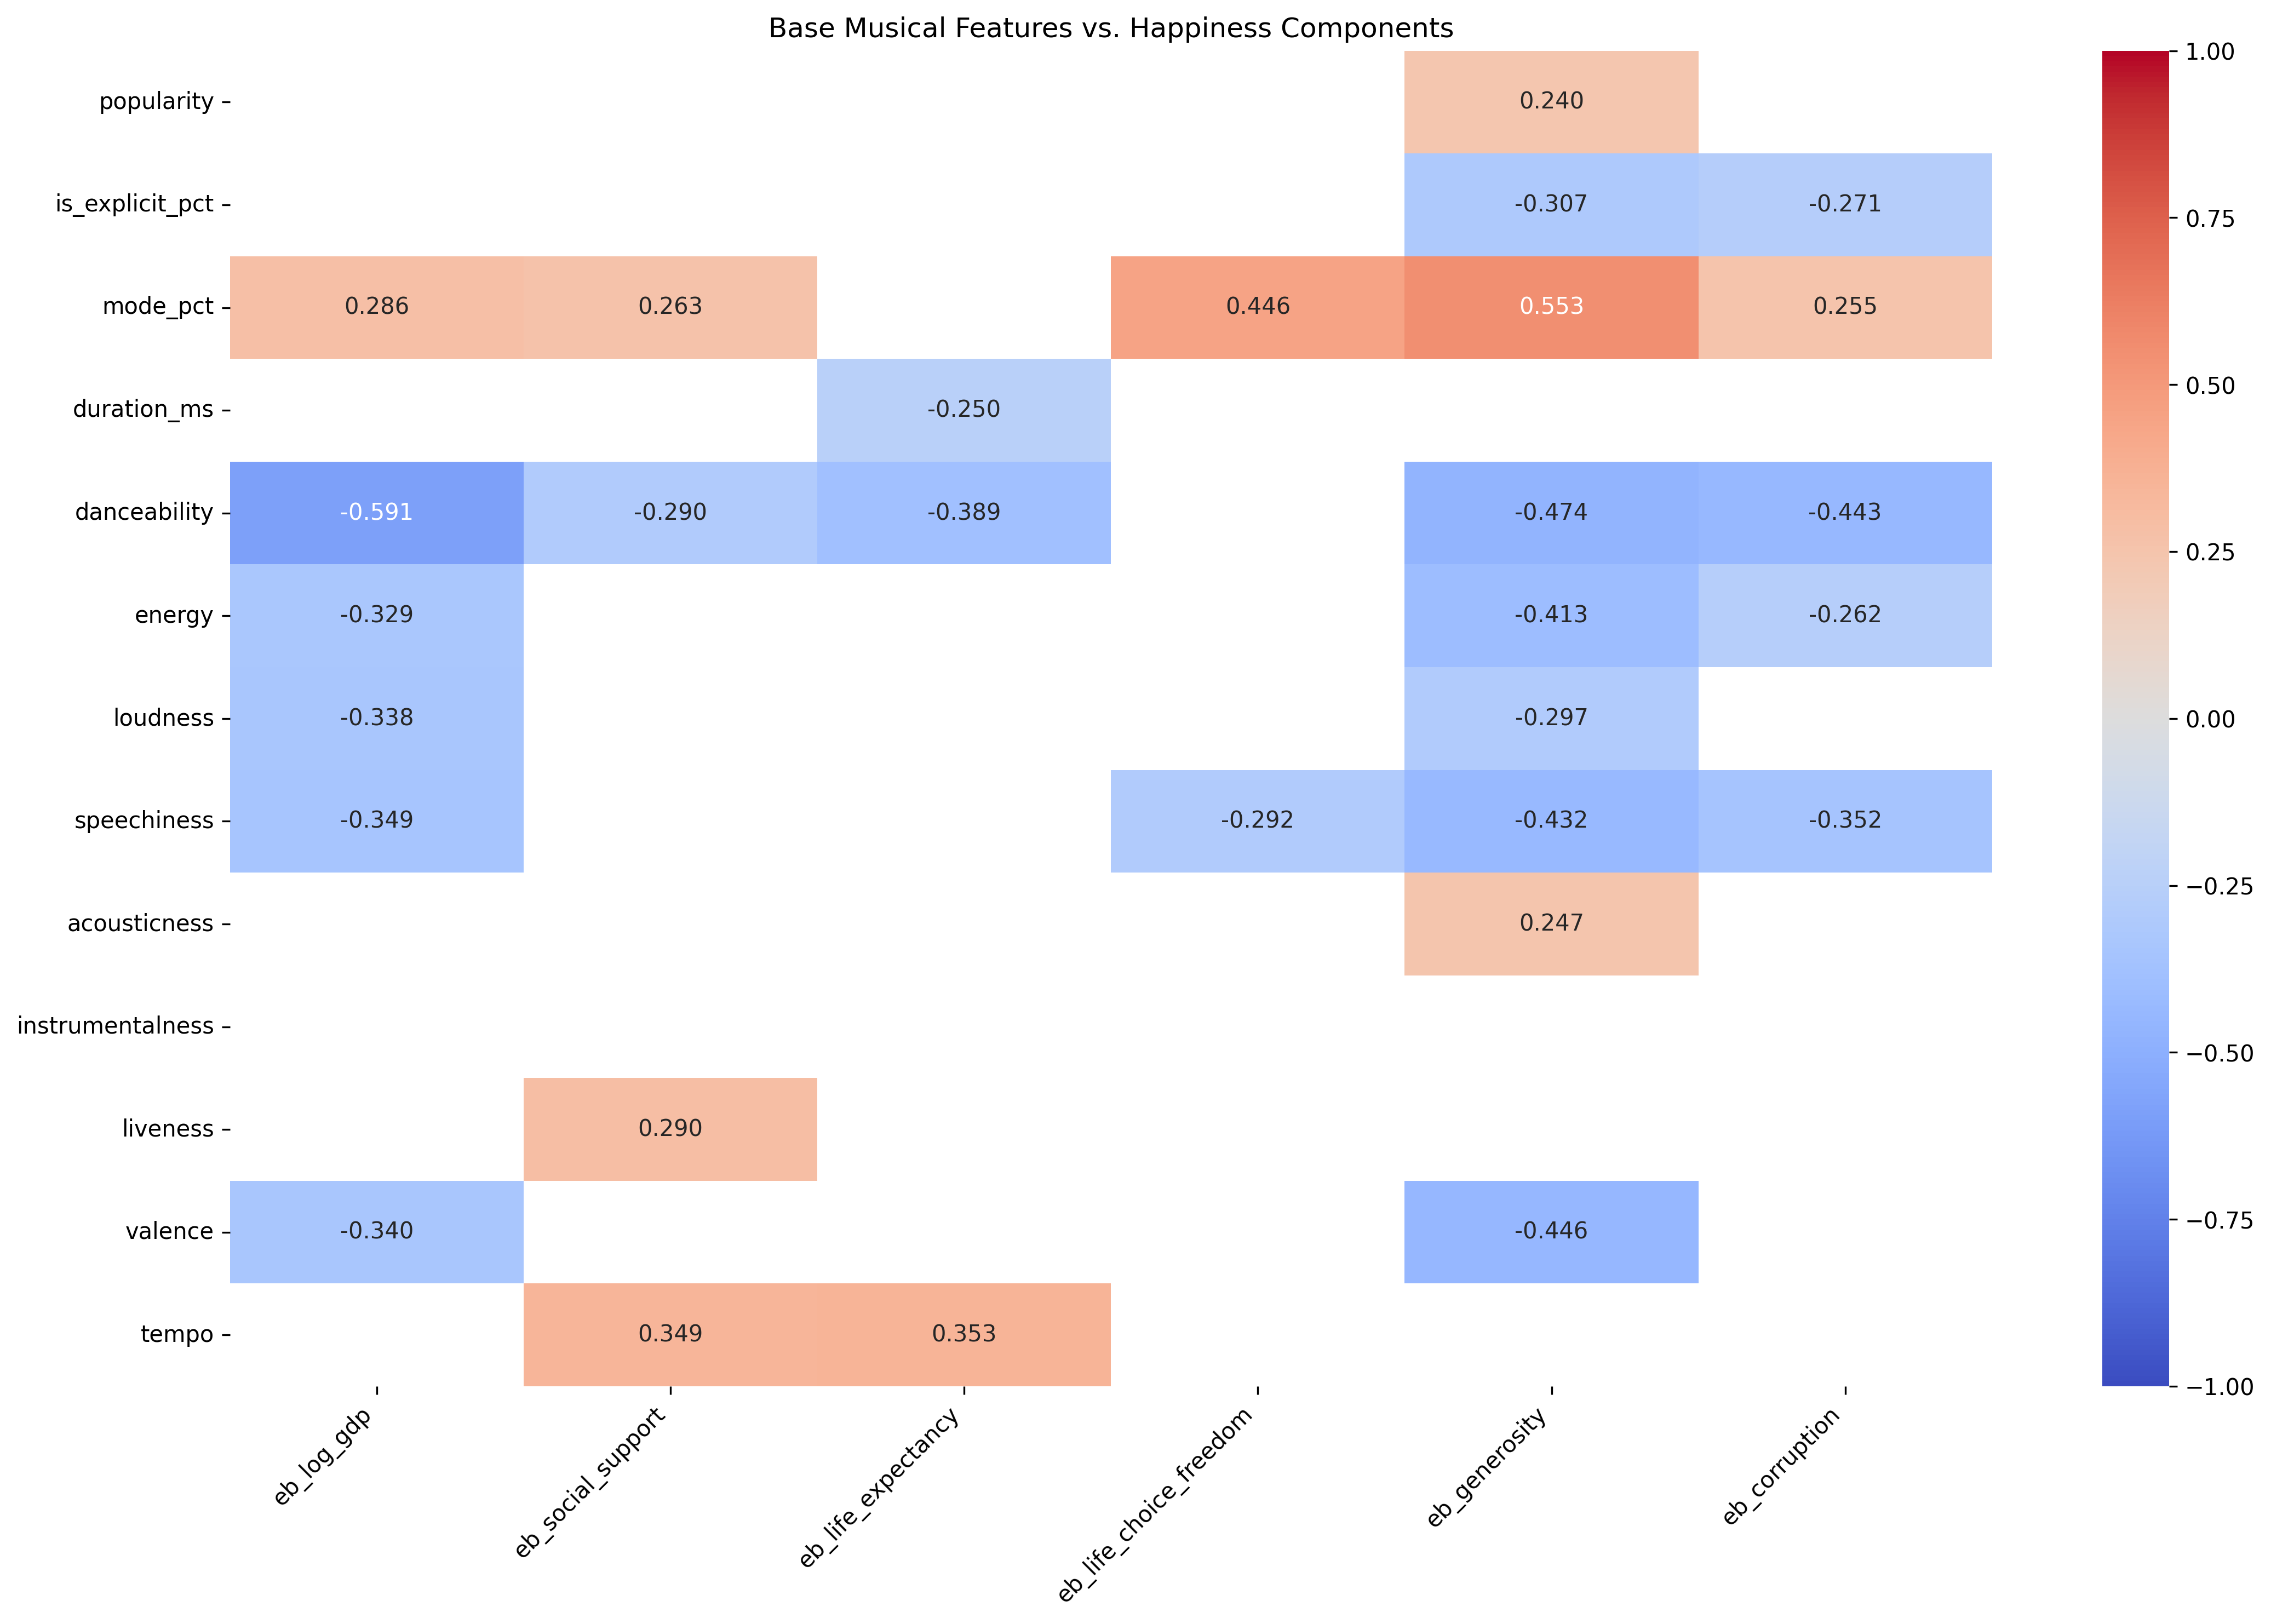 Base Musical Features vs. Happiness Components
popularity 0.240
is_explicit_pct -0.307 -0.271
mode_pct 0.286 0.263 0.446 0.553 0.255
duration_ms -0.250
danceability -0.591 -0.290 -0.389 -0.474 -0.443
energy -0.329 -0.413 -0.262
loudness -0.338 -0.297
speechiness -0.349 -0.292 -0.432 -0.352
acousticness 0.247
instrumentalness
liveness 0.290
valence -0.340 -0.446
tempo 0.349 0.353
eb_log_gdp
eb_social_support
eb_life_expectancy
eb_life_choice_freedom
eb_generosity
eb_corruption
1.00
0.75
0.50
0.25
0.00
−0.25
−0.50
−0.75
−1.00